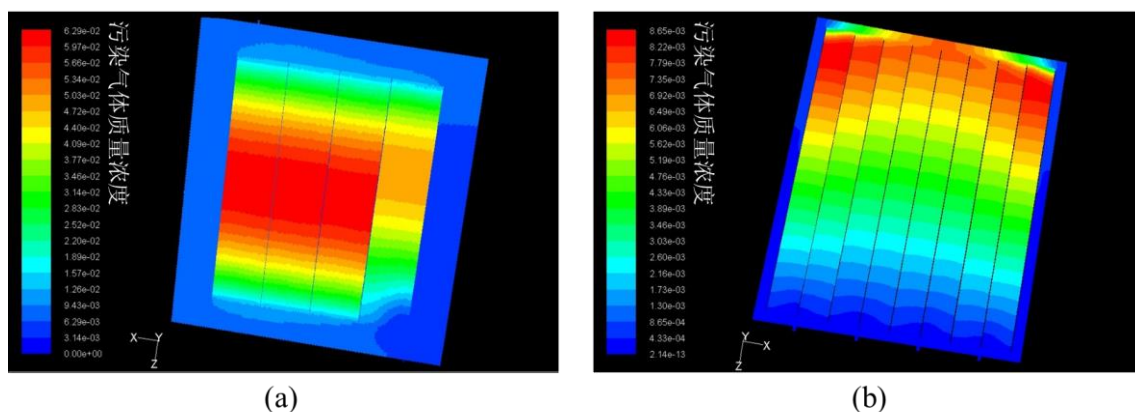 污染气体质量浓度
6.29e-02
5.97e-02
5.66e-02
5.34e-02
5.03e-02
4.72e-02
4.40e-02
4.09e-02
3.77e-02
3.46e-02
3.14e-02
2.83e-02
2.52e-02
2.20e-02
1.89e-02
1.57e-02
1.26e-02
9.43e-03
6.29e-03
3.14e-03
0.00e+00
X
Y
Z
(a)
污染气体质量浓度
8.65e-03
8.22e-03
7.79e-03
7.35e-03
6.92e-03
6.49e-03
6.06e-03
5.62e-03
5.19e-03
4.76e-03
4.33e-03
3.89e-03
3.46e-03
3.03e-03
2.60e-03
2.16e-03
1.73e-03
1.30e-03
8.65e-04
4.33e-04
2.14e-13
Y
X
Z
(b)